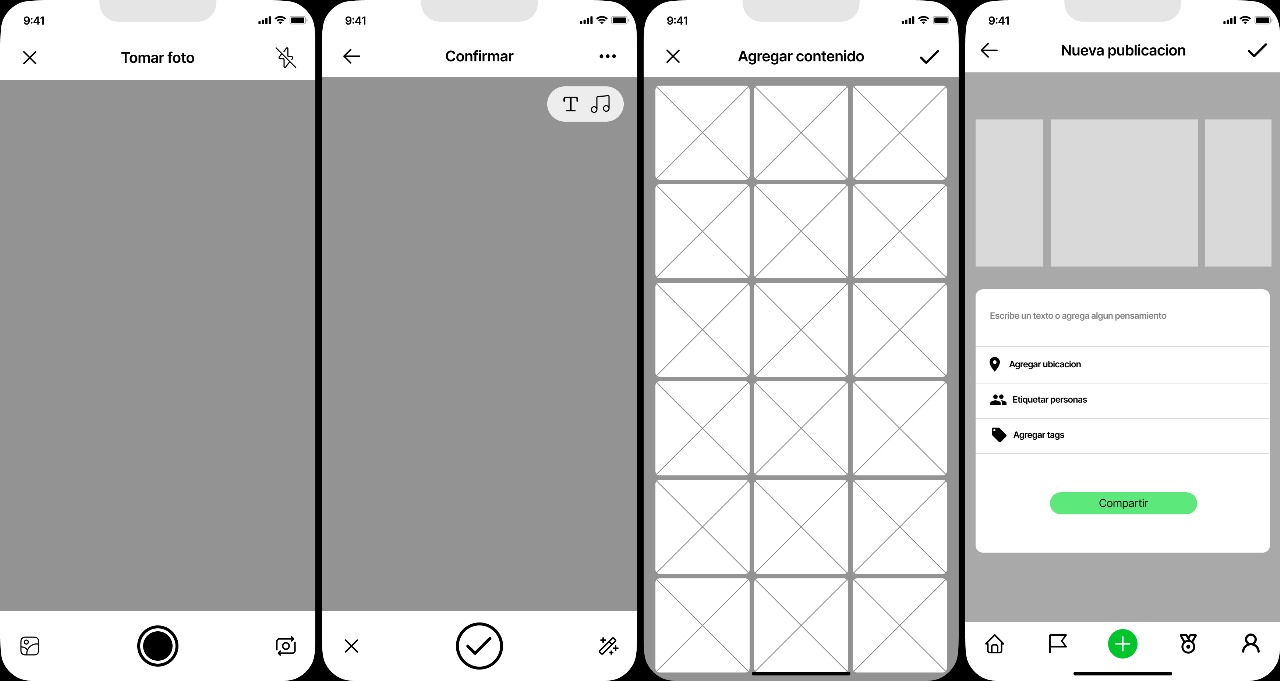 9:41
Tomar foto
9:41
Confirmar
T
9:41
Agregar contenido
9:41
Nueva publicacion
Escribe un texto o agrega algun pensamiento
Agregar ubicacion
Etiquetar personas
Agregar tags
Compartir